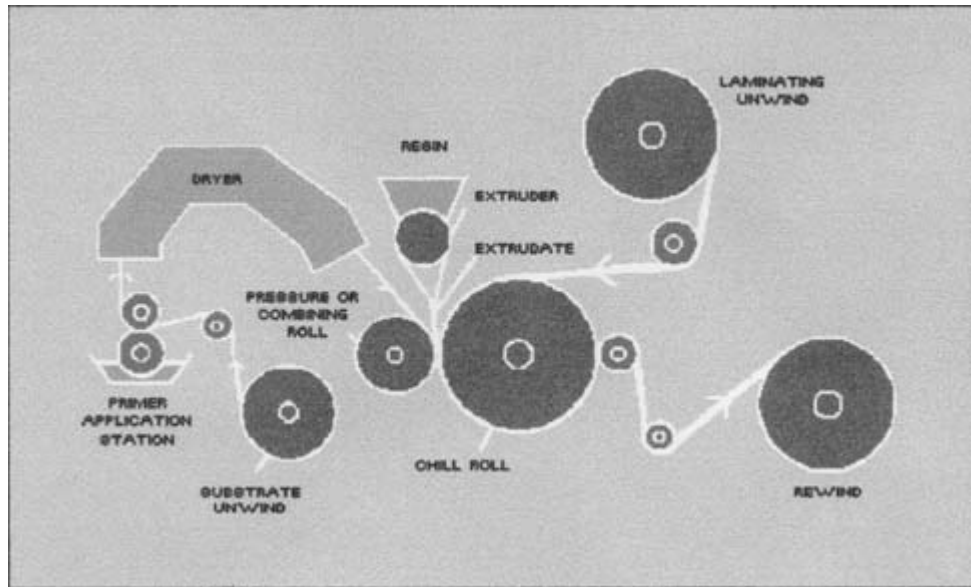 LAMINATING
UNWIND
RESIN
DRYER
EXTRUDER
EXTRUDATE
PRESSURE OR
COMBINING
ROLL
PRIMER
APPLICATION
STATION
CHILL ROLL
SUBSTRATE
UNWIND
REWIND